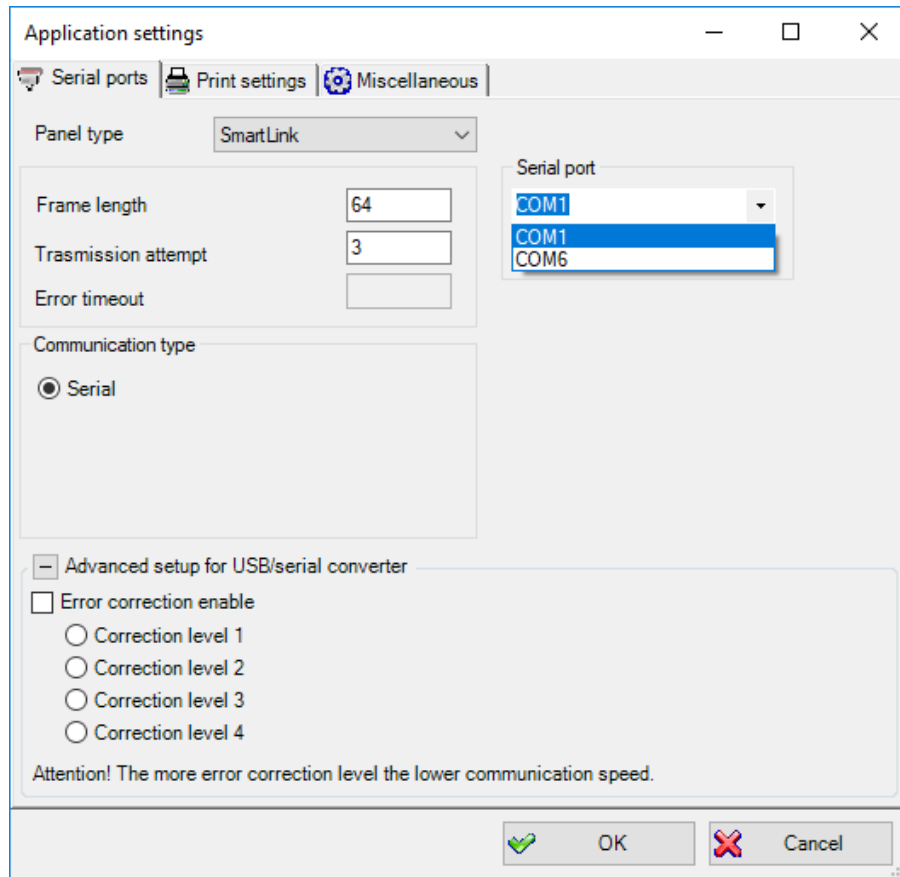 Application settings
Serial ports Print settings Miscellaneous
Panel type SmartLink
Serial port
Frame length 64
COM1
COM1
Trasmission attempt 3
COM6
Error timeout
Communication type
Serial
Advanced setup for USB/serial converter
Error correction enable
Correction level 1
Correction level 2
Correction level 3
Correction level 4
Attention! The more error correction level the lower communication speed.
OK Cancel